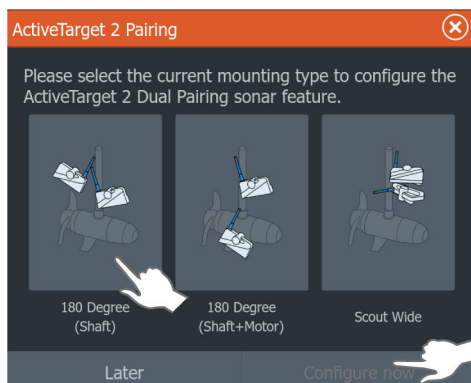 ActiveTarget 2 Pairing
Please select the current mounting type to configure the
ActiveTarget 2 Dual Pairing sonar feature.
180 Degree
(Shaft)
180 Degree
(Shaft+Motor)
Scout Wide
Later
Configure now